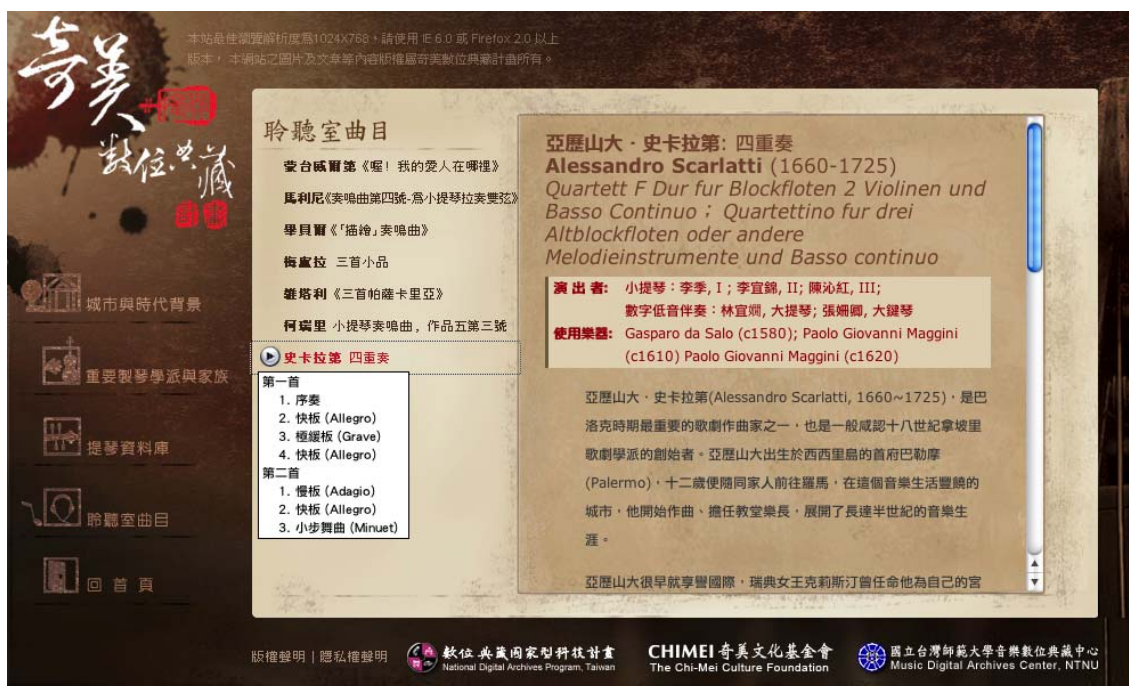 奇美
數位典藏
本站最佳瀏覽解析度為1024X768，請使用 IE 6.0 或 Firefox 2.0 以上
版本， 本網站之圖片及文章等內容版權屬奇美數位典藏計畫所有。
城市與時代背景
重要製琴學派與家族
提琴資料庫
聆聽室曲目
回 首 頁
聆聽室曲目
蒙台威爾第《喔！我的愛人在哪裡》
馬利尼《奏鳴曲第四號-為小提琴拉奏雙弦》
畢貝爾《「描繪」奏鳴曲》
梅盧拉 三首小品
維塔利《三首帕薩卡里亞》
柯瑞里 小提琴奏鳴曲，作品五第三號
史卡拉第 四重奏
第一首
1. 序奏
2. 快板 (Allegro)
3. 極緩板 (Grave)
4. 快板 (Allegro)
第二首
1. 慢板 (Adagio)
2. 快板 (Allegro)
3. 小步舞曲 (Minuet)
亞歷山大‧史卡拉第: 四重奏
Alessandro Scarlatti (1660-1725)
Quartett F Dur fur Blockfloten 2 Violinen und
Basso Continuo； Quartettino fur drei
Altblockfloten oder andere
Melodieinstrumente und Basso continuo
演 出 者: 小提琴：李季, I；李宜錦, II; 陳沁紅, III;
數字低音伴奏：林宜嫺, 大提琴; 張姍卿, 大鍵琴
使用樂器: Gasparo da Salo (c1580); Paolo Giovanni Maggini
(c1610) Paolo Giovanni Maggini (c1620)
亞歷山大‧史卡拉第(Alessandro Scarlatti, 1660~1725)，是巴
洛克時期最重要的歌劇作曲家之一，也是一般咸認十八世紀拿坡里
歌劇學派的創始者。亞歷山大出生於西西里島的首府巴勒摩
(Palermo)，十二歲便隨同家人前往羅馬，在這個音樂生活豐饒的
城市，他開始作曲、擔任教堂樂長，展開了長達半世紀的音樂生
涯。
亞歷山大很早就享譽國際，瑞典女王克莉斯汀曾任命他為自己的宮
版權聲明 | 隱私權聲明
數位典藏國家型科技計畫
National Digital Archives Program, Taiwan
CHIMEI 奇美文化基金會
The Chi-Mei Culture Foundation
國立台灣師範大學音樂數位典藏中心
Music Digital Archives Center, NTNU